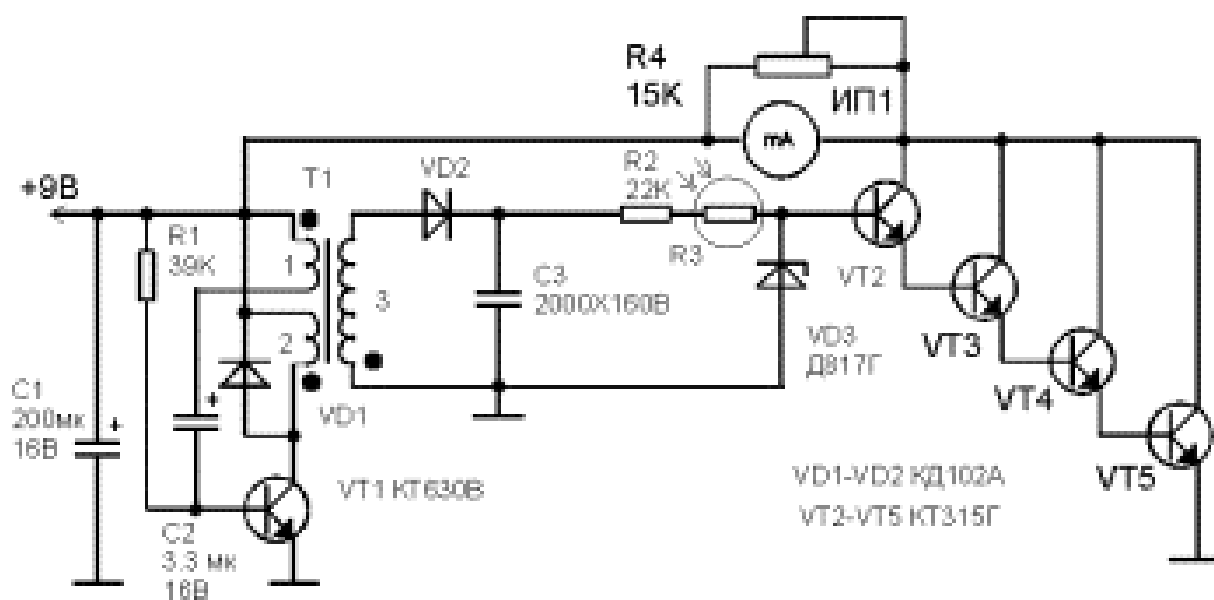 R4
15K
ИП1
mA
+9В
T1
VD2
R2
22К
R1
39К
1
3
R3
C3
2000Х160В
VT2
2
VD3
Д817Г
VT3
C1
200мк
16В
+
+
VD1
VT4
VT1 КТ630В
VT5
VD1-VD2 КД102А
VT2-VT5 КТ315Г
C2
3.3 мк
16В